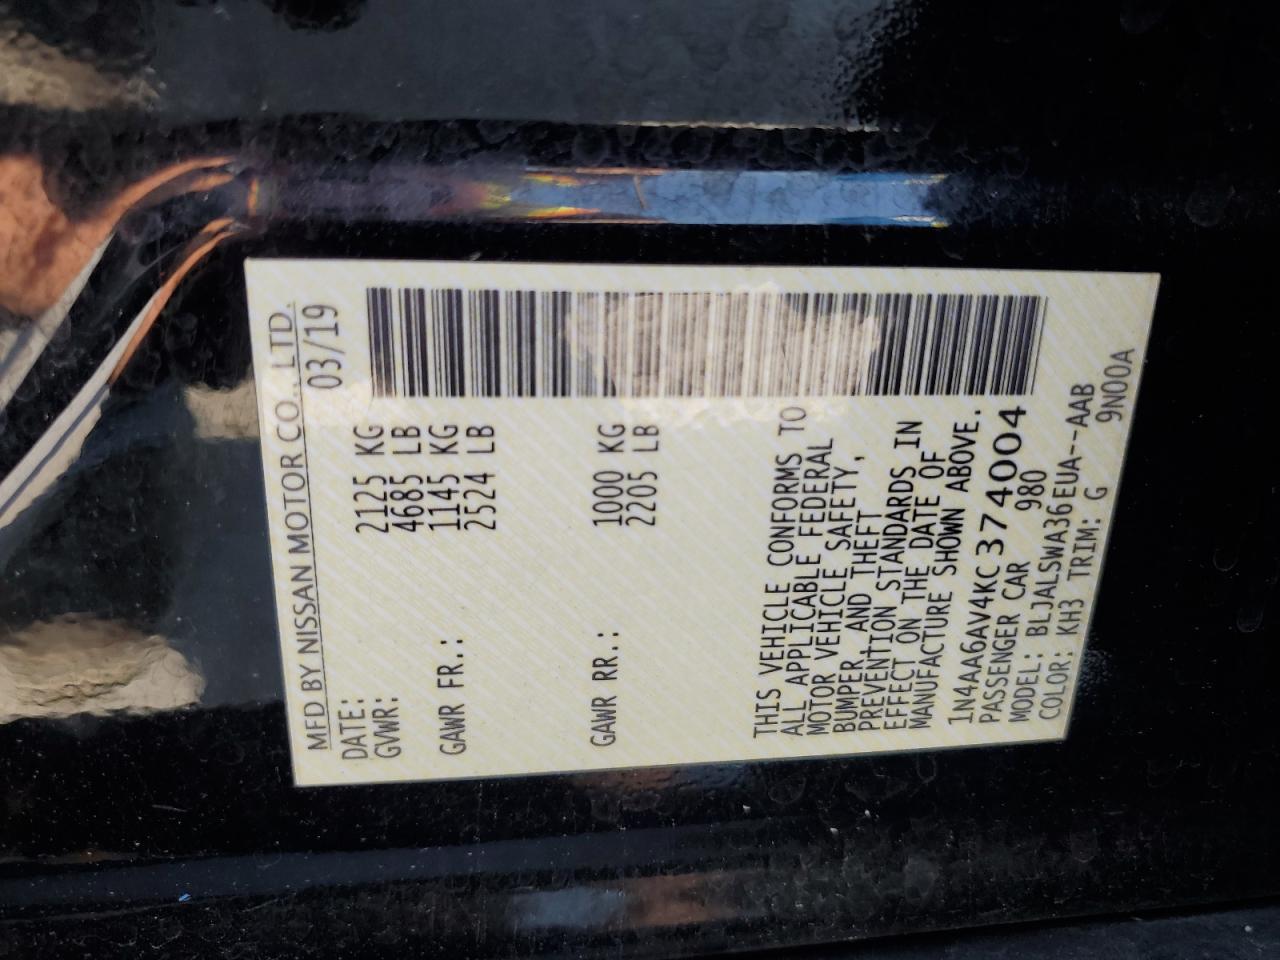 MFD BY NISSAN MOTOR CO., LTD.
DATE: 03/19
GVWR: 2125 KG
4685 LB
GAWR FR.: 1145 KG
2524 LB
GAWR RR.: 1000 KG
2205 LB
THIS VEHICLE CONFORMS TO
ALL APPLICABLE FEDERAL
MOTOR VEHICLE SAFETY,
BUMPER, AND THEFT
PREVENTION STANDARDS IN
EFFECT ON THE DATE OF
MANUFACTURE SHOWN ABOVE.
1N4AA6AV4KC374004
PASSENGER CAR 980
MODEL: BLJALSWA36EUA--AAB
COLOR: KH3 TRIM: G 9N00A